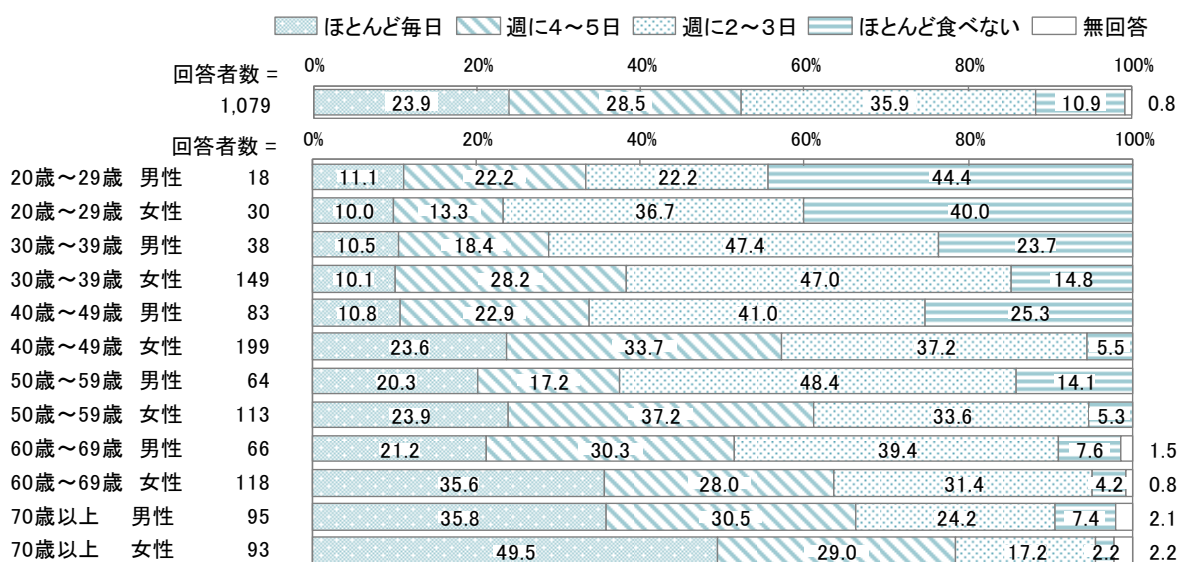 ほとんど毎日 週に4～5日 週に2～3日 ほとんど食べない 無回答
回答者数 = 0% 20% 40% 60% 80% 100%
1,079 23.9 28.5 35.9 10.9 0.8
回答者数 = 0% 20% 40% 60% 80% 100%
20歳～29歳 男性 18 11.1 22.2 22.2 44.4
20歳～29歳 女性 30 10.0 13.3 36.7 40.0
30歳～39歳 男性 38 10.5 18.4 47.4 23.7
30歳～39歳 女性 149 10.1 28.2 47.0 14.8
40歳～49歳 男性 83 10.8 22.9 41.0 25.3
40歳～49歳 女性 199 23.6 33.7 37.2 5.5
50歳～59歳 男性 64 20.3 17.2 48.4 14.1
50歳～59歳 女性 113 23.9 37.2 33.6 5.3
60歳～69歳 男性 66 21.2 30.3 39.4 7.6 1.5
60歳～69歳 女性 118 35.6 28.0 31.4 4.2 0.8
70歳以上 男性 95 35.8 30.5 24.2 7.4 2.1
70歳以上 女性 93 49.5 29.0 17.2 2.2 2.2